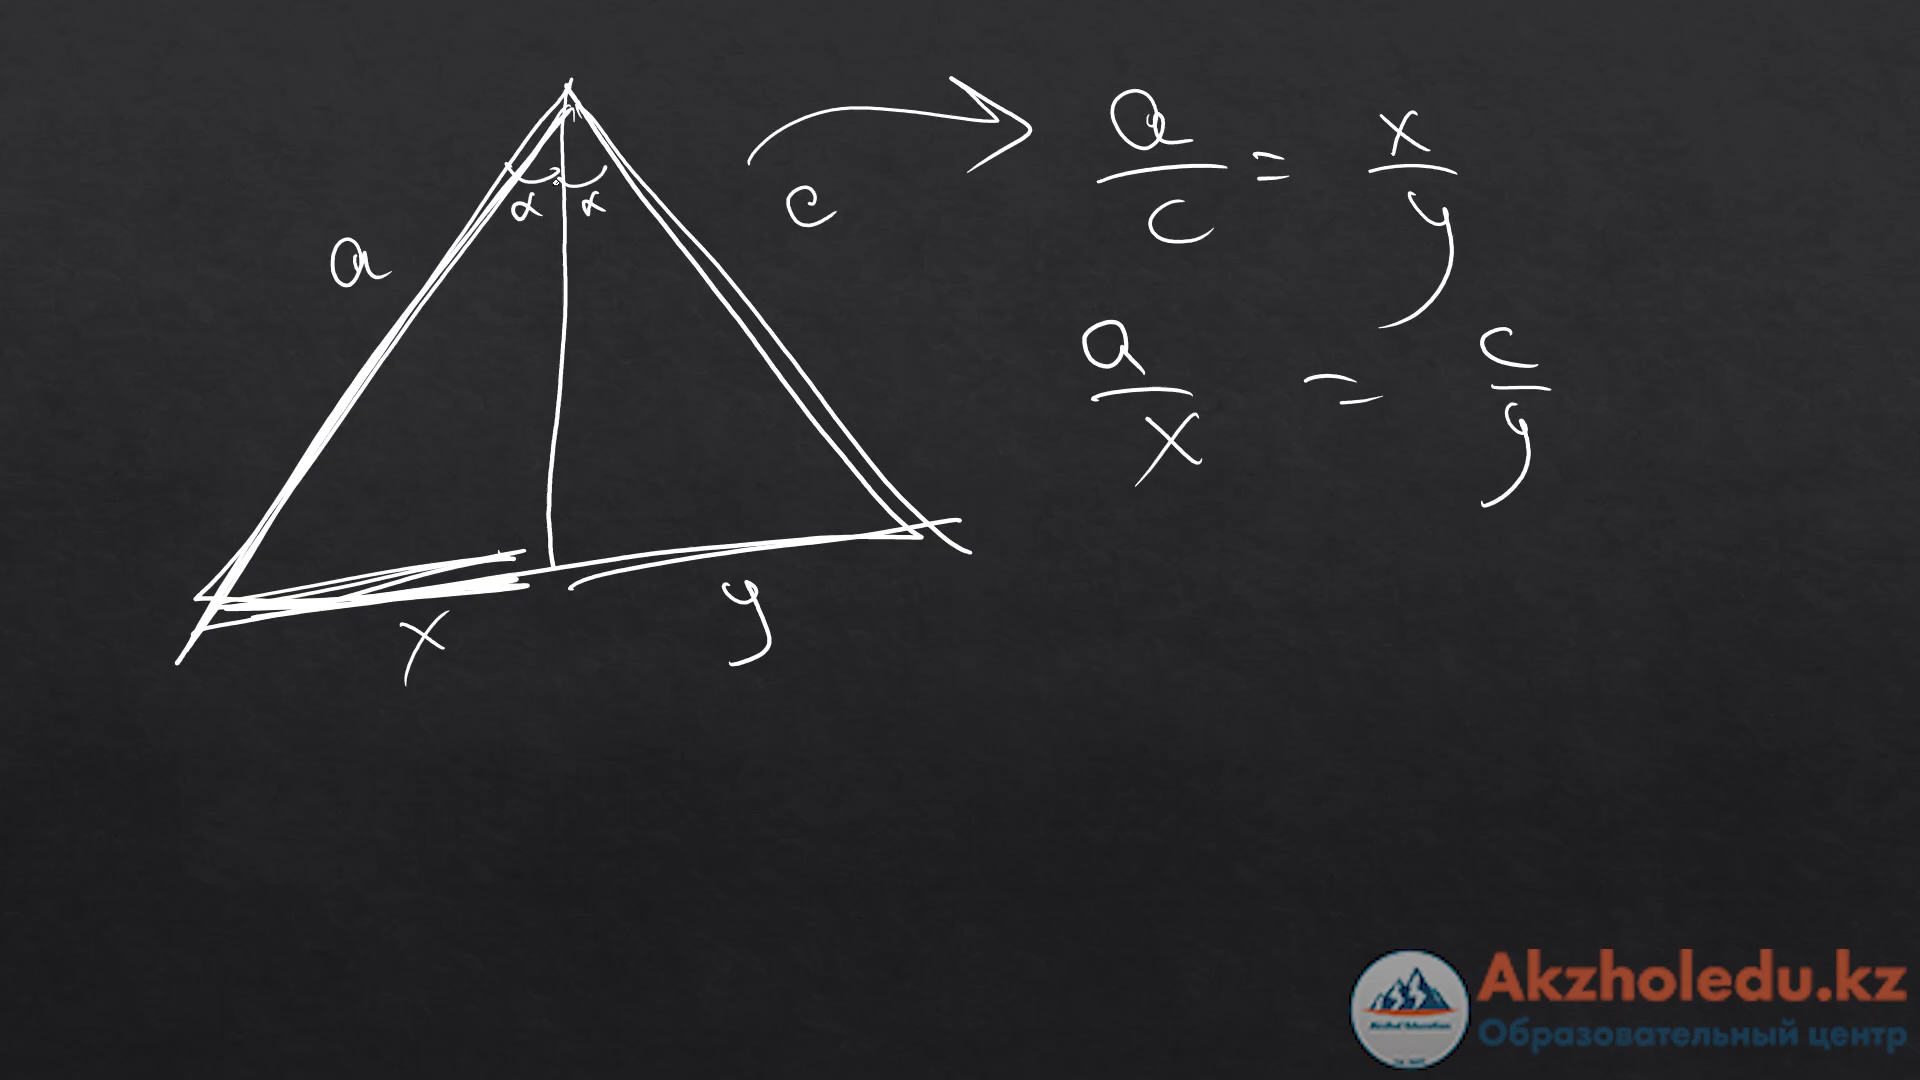 a
c
α α
x
y
a/c = x/y
a/x = c/y
Akzholedu.kz
Образовательный центр